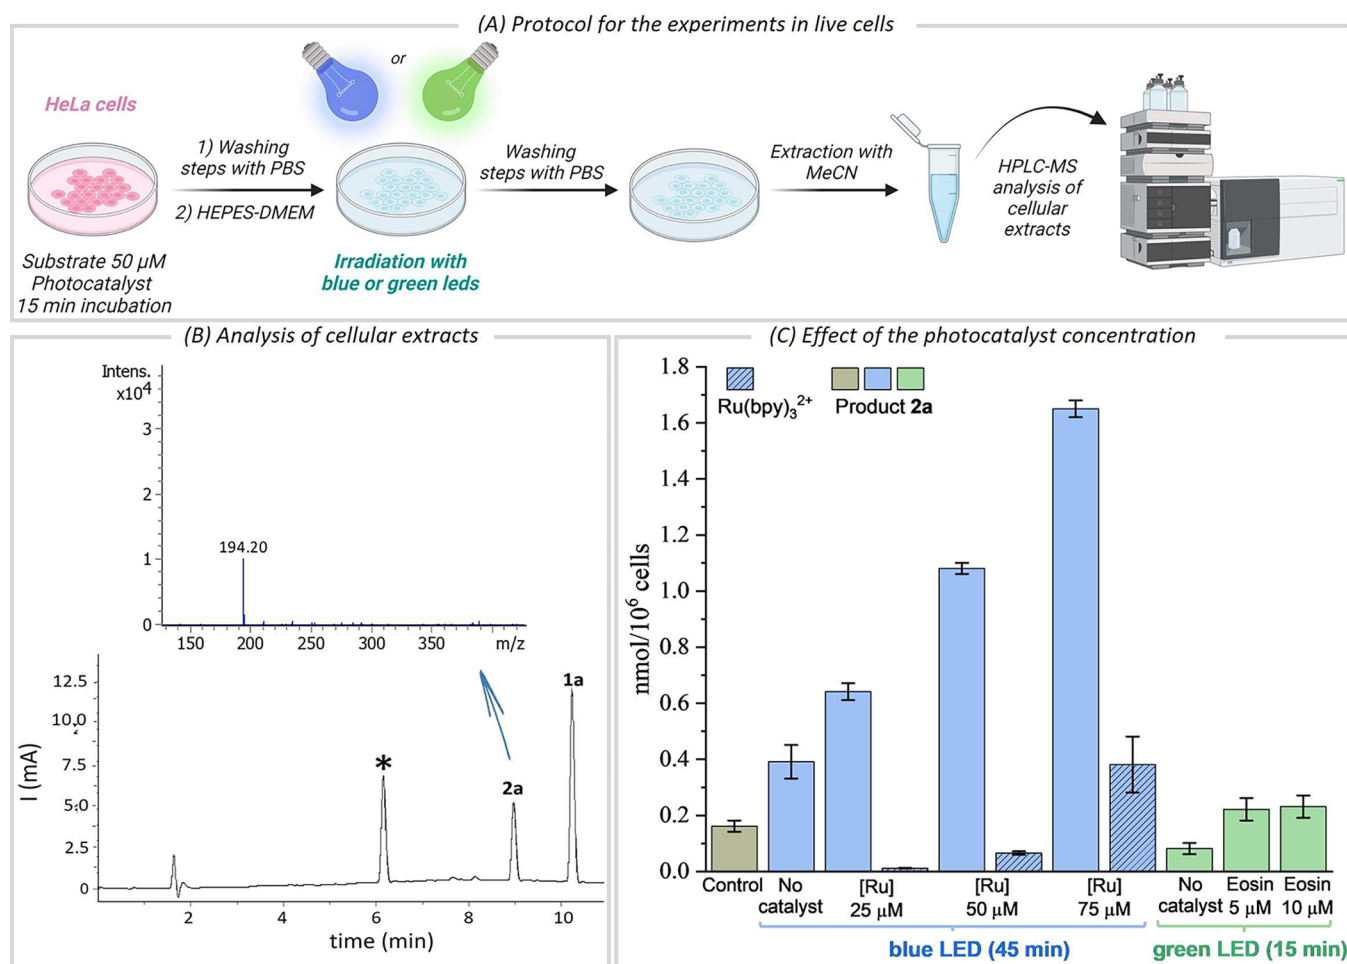 (A) Protocol for the experiments in live cells
or
HeLa cells
1) Washing
steps with PBS
2) HEPES-DMEM
Washing
steps with PBS
Extraction with
MeCN
HPLC-MS
analysis of
cellular
extracts
Substrate 50 µM
Photocatalyst
15 min incubation
Irradiation with
blue or green leds
(B) Analysis of cellular extracts
Intens.
x10⁴
3
2
1
0
194.20
150
200
250
300
350
m/z
12.5
10.0
7.5
5.0
2.5
0
I (mA)
*
2a
1a
2
4
6
8
10
time (min)
(C) Effect of the photocatalyst concentration
1.8
1.6
1.4
1.2
1.0
0.8
0.6
0.4
0.2
0.0
nmol/10⁶ cells
Ru(bpy)₃²⁺
Product 2a
Control
No
catalyst
[Ru]
25 µM
[Ru]
50 µM
[Ru]
75 µM
No
catalyst
Eosin
5 µM
Eosin
10 µM
blue LED (45 min)
green LED (15 min)